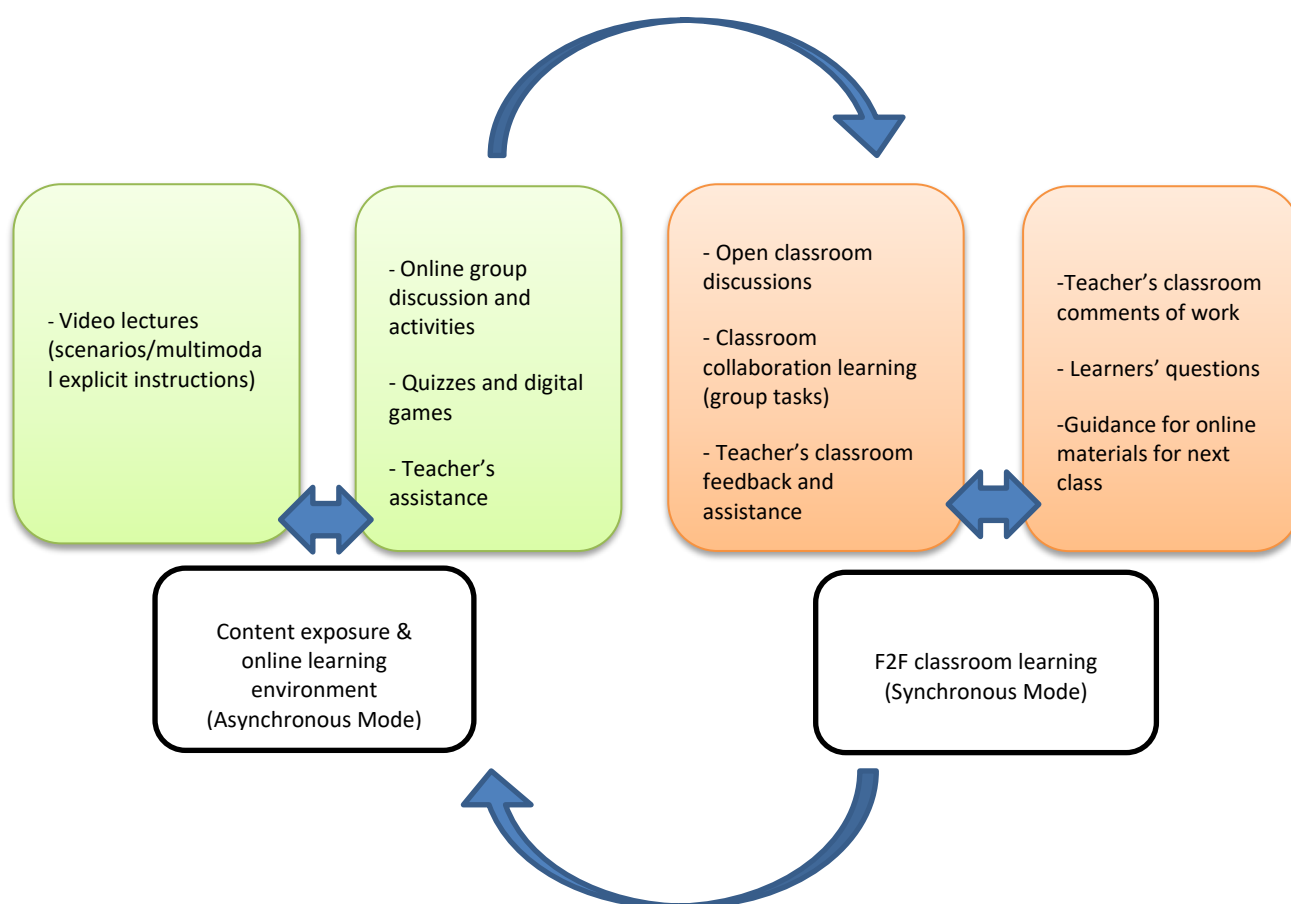 - Video lectures
(scenarios/multimoda
l explicit instructions)
- Online group
discussion and
activities
- Quizzes and digital
games
- Teacher’s
assistance
- Open classroom
discussions
- Classroom
collaboration learning
(group tasks)
- Teacher’s classroom
feedback and
assistance
-Teacher’s classroom
comments of work
- Learners’ questions
-Guidance for online
materials for next
class
Content exposure &
online learning
environment
(Asynchronous Mode)
F2F classroom learning
(Synchronous Mode)